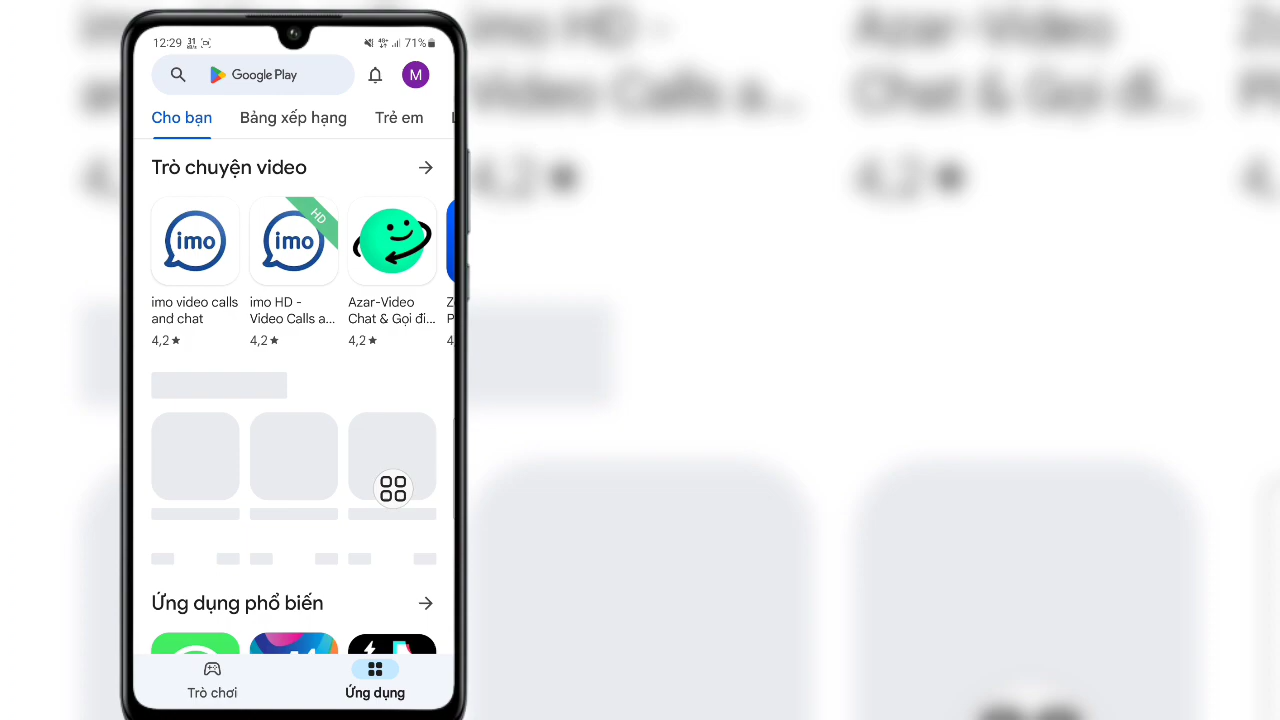 12:29
71%
Google Play
M
Cho bạn
Bảng xếp hạng
Trẻ em
Trò chuyện video
imo
imo
HD
imo video calls
and chat
4,2★
imo HD -
Video Calls a...
4,2★
Azar-Video
Chat & Gọi đi...
4,2★
Ứng dụng phổ biến
Trò chơi
Ứng dụng